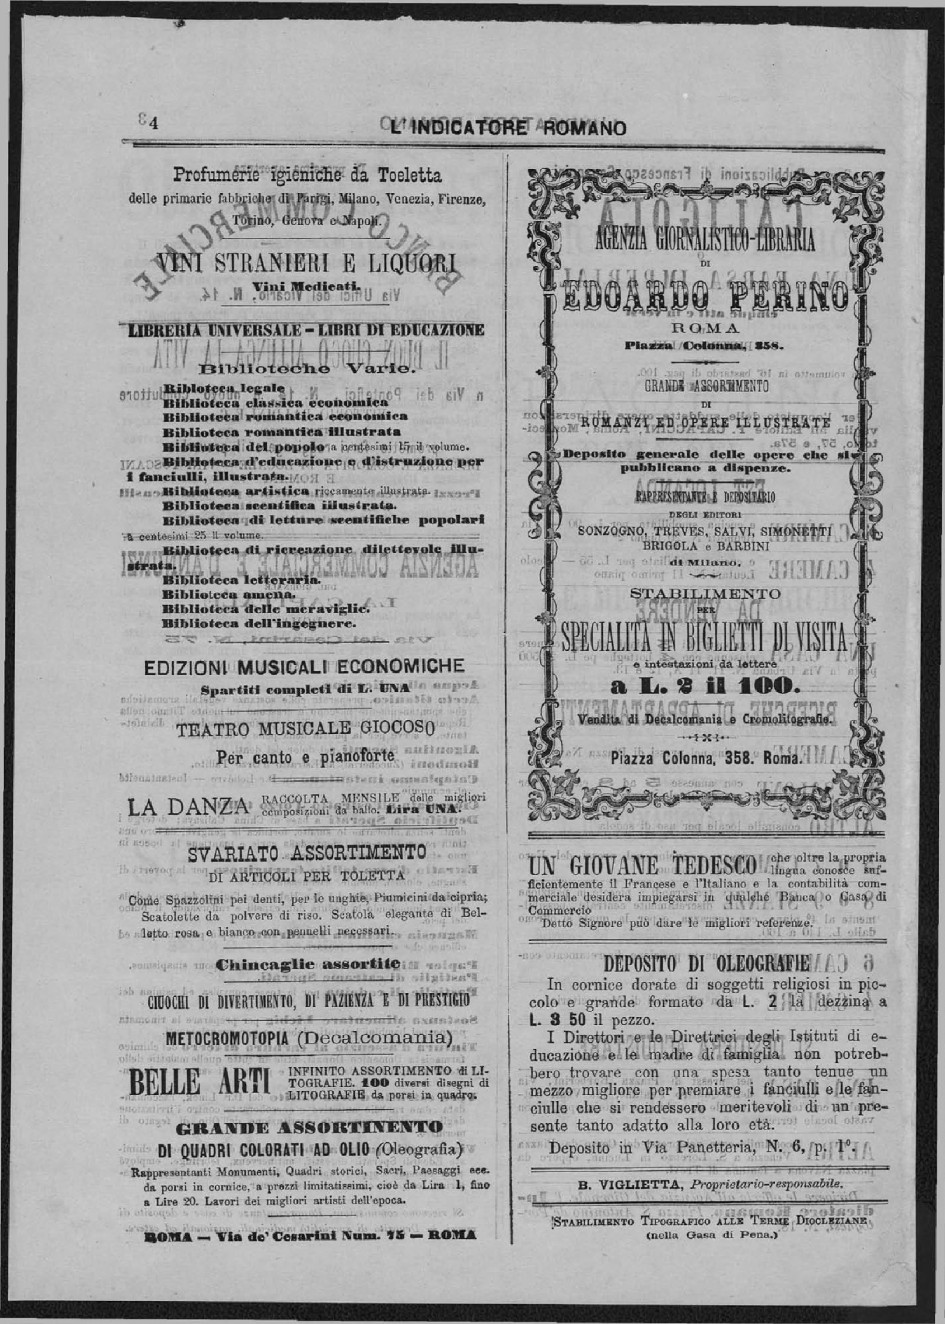 4
L'INDICATORE ROMANO
Profumerie igieniche da Toeletta
delle primarie fabbriche di Parigi, Milano, Venezia, Firenze,
Torino, Genova e Napoli.
VINI STRANIERI E LIQUORI
Vini Medicati.
LIBRERIA UNIVERSALE – LIBRI DI EDUCAZIONE
Biblioteche Varie.
Biblioteca legale
Biblioteca classica economica
Biblioteca romantica economica
Biblioteca romantica illustrata
Biblioteca del popolo a centesimi 15 il volume.
Biblioteca d'educazione e d'istruzione per
i fanciulli, illustrata.
Biblioteca artistica riccamente illustrata.
Biblioteca scentifica illustrata.
Biblioteca di letture scentifiche popolari
a centesimi 25 il volume.
Biblioteca di ricreazione dilettevole illu-
strata.
Biblioteca letteraria.
Biblioteca amena.
Biblioteca delle meraviglie.
Biblioteca dell'ingegnere.
EDIZIONI MUSICALI ECONOMICHE
Spartiti completi di L. UNA
TEATRO MUSICALE GIOCOSO
Per canto e pianoforte
LA DANZA RACCOLTA MENSILE delle migliori
composizioni da ballo. Lira UNA.
SVARIATO ASSORTIMENTO
DI ARTICOLI PER TOLETTA
Come Spazzolini pei denti, per le unghie, Piumicini da cipria;
Scatolette da polvere di riso. Scatola elegante di Bel-
letto rosa e bianco con pennelli necessari.
Chincaglie assortite
GIUOCHI DI DIVERTIMENTO, DI PAZIENZA E DI PRESTIGIO
METOCROMOTOPIA (Decalcomania)
BELLE ARTI INFINITO ASSORTIMENTO di LI-
TOGRAFIE. 100 diversi disegni di
LITOGRAFIE da porsi in quadro.
GRANDE ASSORTINENTO
DI QUADRI COLORATI AD OLIO (Oleografia)
Rappresentanti Monumenti, Quadri storici, Sacri, Paesaggi ecc.
da porsi in cornice, a prezzi limitatissimi, cioè da Lira 1, fino
a Lire 20. Lavori dei migliori artisti dell'epoca.
ROMA — Via de' Cesarini Num. 75 — ROMA
AGENZIA GIORNALISTICO-LIBRARIA
DI
EDOARDO PERINO
ROMA
Piazza Colonna, 358.
GRANDE ASSORTIMENTO
DI
ROMANZI ED OPERE ILLUSTRATE
Deposito generale delle opere che si
pubblicano a dispenze.
RAPPRESENTANTE E DEPOSITARIO
DEGLI EDITORI
SONZOGNO, TREVES, SALVI, SIMONETTI
BRIGOLA e BARBINI
di Milano.
STABILIMENTO
PER
SPECIALITÀ IN BIGLIETTI DI VISITA
e intestazioni da lettere
a L. 2 il 100.
Vendita di Decalcomania e Cromolitografie.
Piazza Colonna, 358. Roma.
UN GIOVANE TEDESCO che oltre la propria
lingua conosce suf-
ficientemente il Francese e l'Italiano e la contabilità com-
merciale desidera impiegarsi in qualche Banca o Casa di
Commercio
Detto Signore può dare le migliori referenze.
DEPOSITO DI OLEOGRAFIE
In cornice dorate di soggetti religiosi in pic-
colo e grande formato da L. 2 la dezzina a
L. 3 50 il pezzo.
I Direttori e le Direttrici degli Istituti di e-
ducazione e le madre di famiglia non potreb-
bero trovare con una spesa tanto tenue un
mezzo migliore per premiare i fanciulli e le fan-
ciulle che si rendessero meritevoli di un pre-
sente tanto adatto alla loro età.
Deposito in Via Panetteria, N. 6, p. 1º.
B. VIGLIETTA, Proprietario-responsabile.
STABILIMENTO TIPOGRAFICO ALLE TERME DIOCLEZIANE
(nella Casa di Pena.)